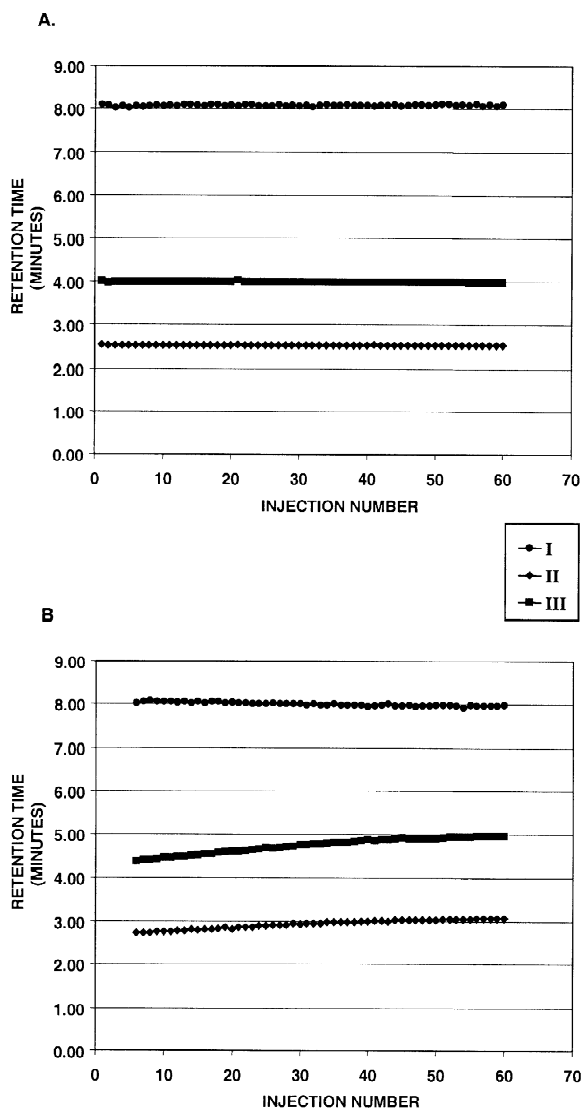 A.
9.00
8.00
7.00
6.00
5.00
4.00
3.00
2.00
1.00
0.00
RETENTION TIME
(MINUTES)
0 10 20 30 40 50 60 70
INJECTION NUMBER
I
II
III
B
9.00
8.00
7.00
6.00
5.00
4.00
3.00
2.00
1.00
0.00
RETENTION TIME
(MINUTES)
0 10 20 30 40 50 60 70
INJECTION NUMBER